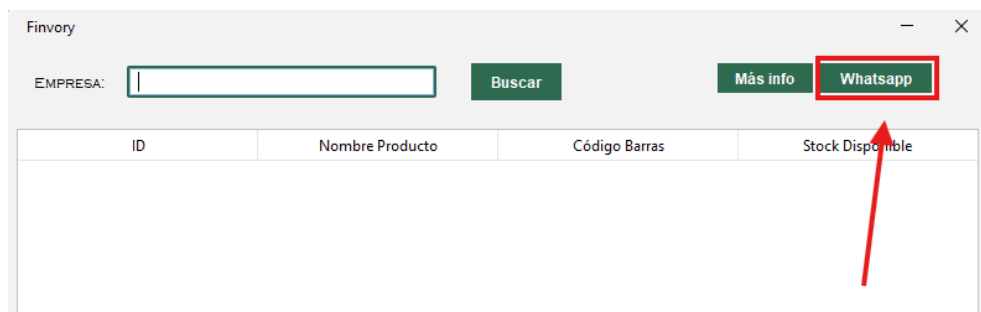 Finvory
EMPRESA: Buscar Más info Whatsapp
ID Nombre Producto Código Barras Stock Disponible